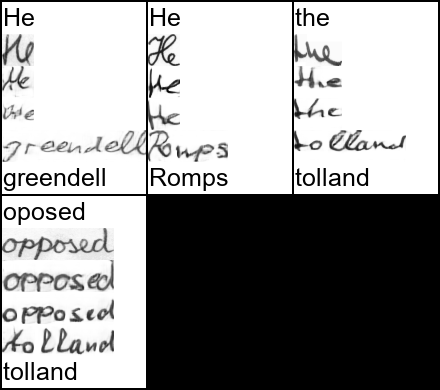 He
He
He
He
greendell
greendell
He
He
He
He
Romps
Romps
the
the
the
the
tolland
tolland
oposed
opposed
opposed
opposed
tolland
tolland